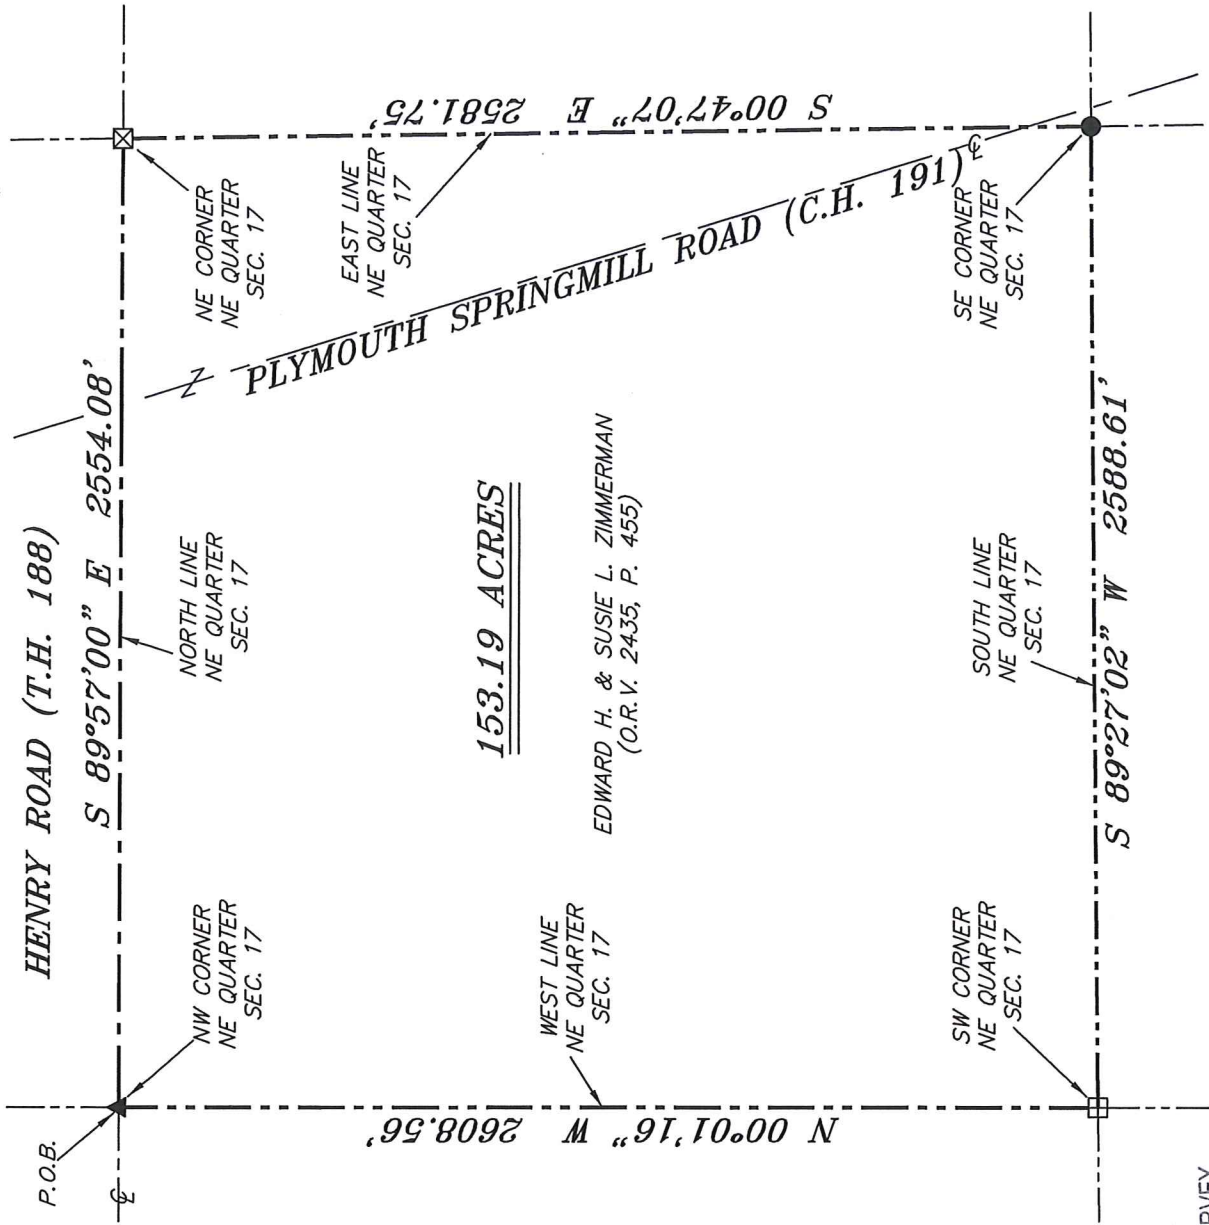 HENRY ROAD (T.H. 188)
S 89°57'00" E 2554.08'
P.O.B.
NW CORNER
NE QUARTER
SEC. 17
NORTH LINE
NE QUARTER
SEC. 17
NE CORNER
NE QUARTER
SEC. 17
EAST LINE
NE QUARTER
SEC. 17
S 00°47'07" E 2581.75'
PLYMOUTH SPRINGMILL ROAD (C.H. 191)
153.19 ACRES
EDWARD H. & SUSIE L. ZIMMERMAN
(O.R.V. 2435, P. 455)
WEST LINE
NE QUARTER
SEC. 17
N 00°01'16" W 2608.56'
SW CORNER
NE QUARTER
SEC. 17
SOUTH LINE
NE QUARTER
SEC. 17
SE CORNER
NE QUARTER
SEC. 17
S 89°27'02" W 2588.61'